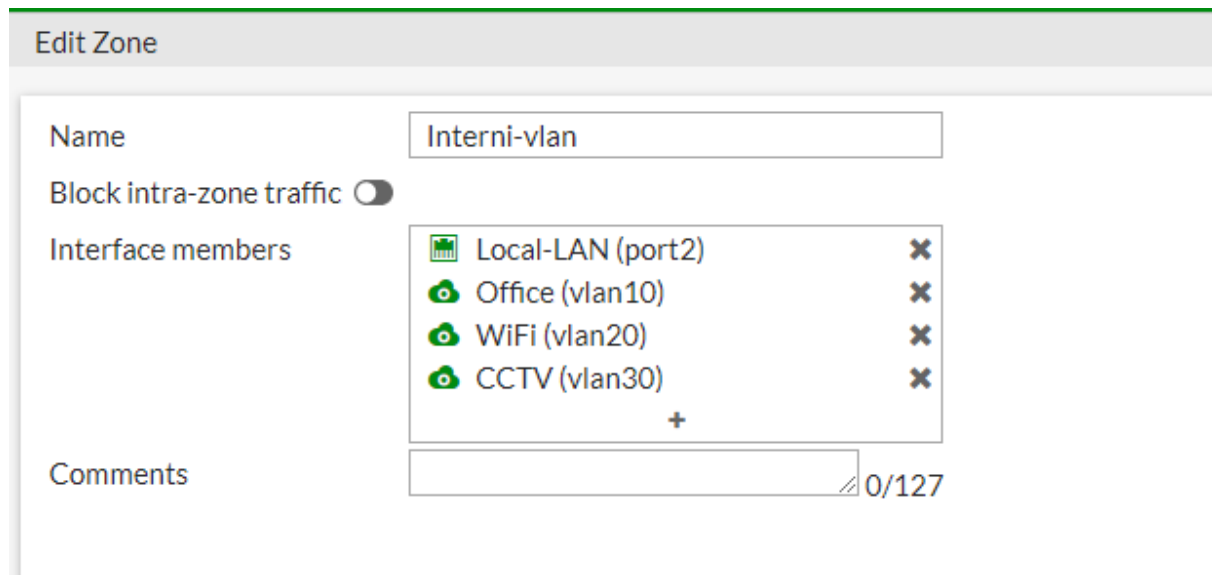 Edit Zone
Name
Interni-vlan
Block intra-zone traffic
Interface members
Local-LAN (port2)
Office (vlan10)
WiFi (vlan20)
CCTV (vlan30)
+
Comments
0/127